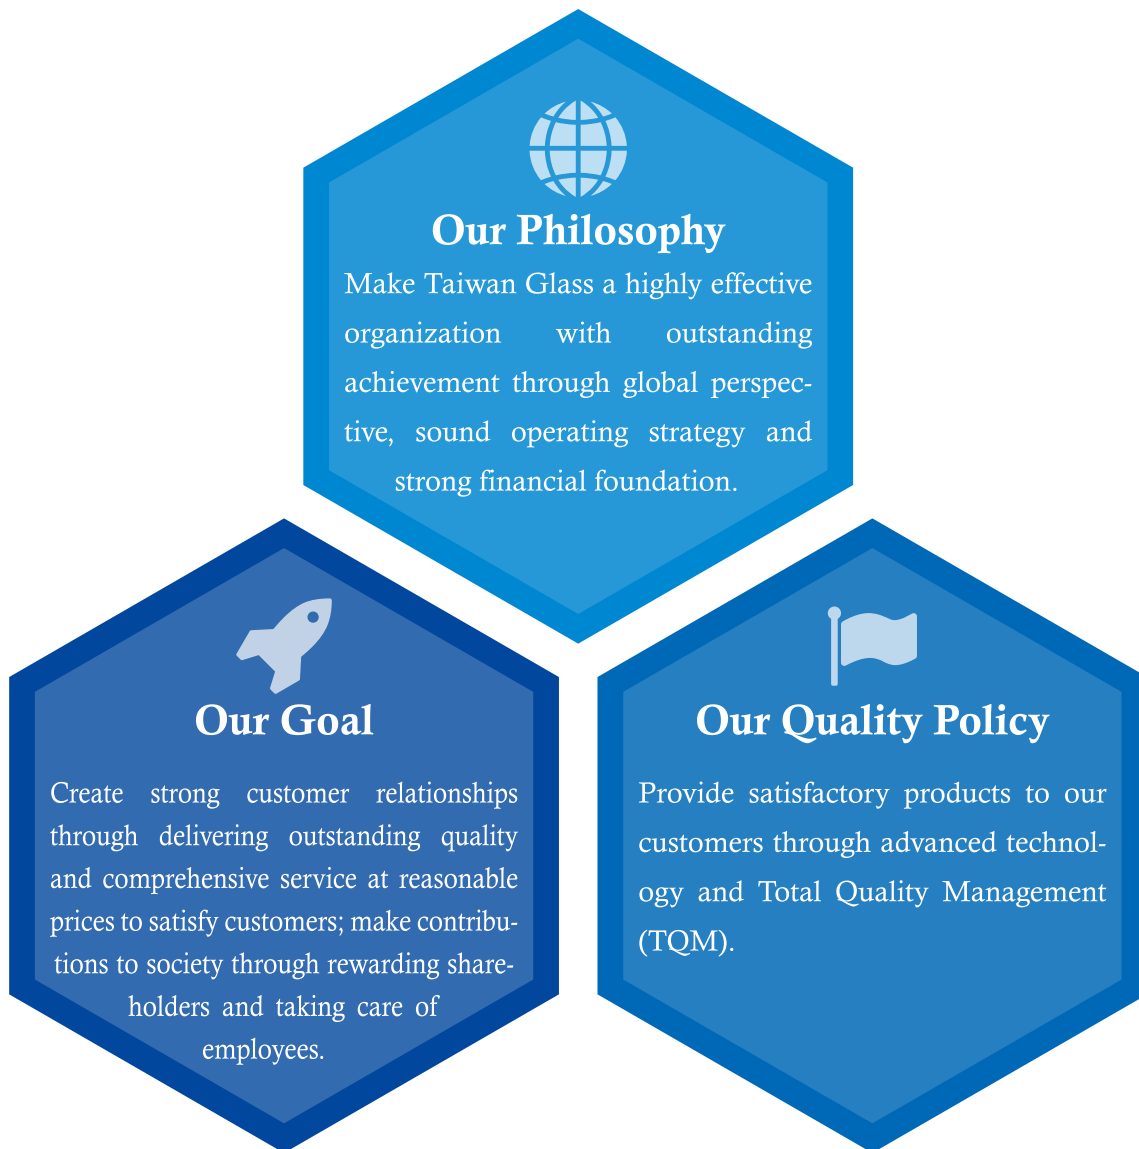 Our Philosophy
Make Taiwan Glass a highly effective
organization with outstanding
achievement through global perspec-
tive, sound operating strategy and
strong financial foundation.
Our Goal
Create strong customer relationships
through delivering outstanding quality
and comprehensive service at reasonable
prices to satisfy customers; make contribu-
tions to society through rewarding share-
holders and taking care of
employees.
Our Quality Policy
Provide satisfactory products to our
customers through advanced technol-
ogy and Total Quality Management
(TQM).